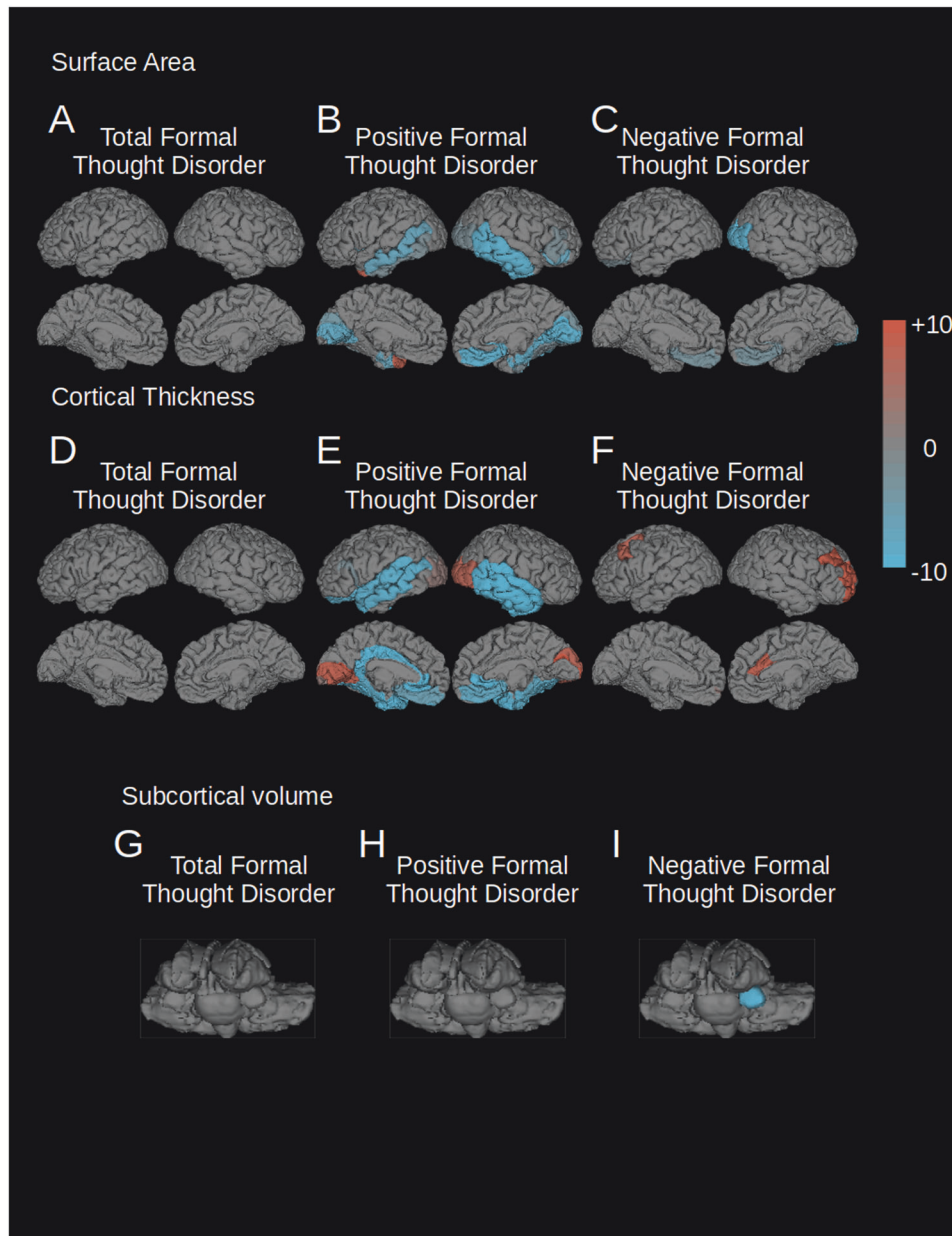 Surface Area
A
Total Formal
Thought Disorder
B
Positive Formal
Thought Disorder
C
Negative Formal
Thought Disorder
+10
0
-10
Cortical Thickness
D
Total Formal
Thought Disorder
E
Positive Formal
Thought Disorder
F
Negative Formal
Thought Disorder
Subcortical volume
G
Total Formal
Thought Disorder
H
Positive Formal
Thought Disorder
I
Negative Formal
Thought Disorder